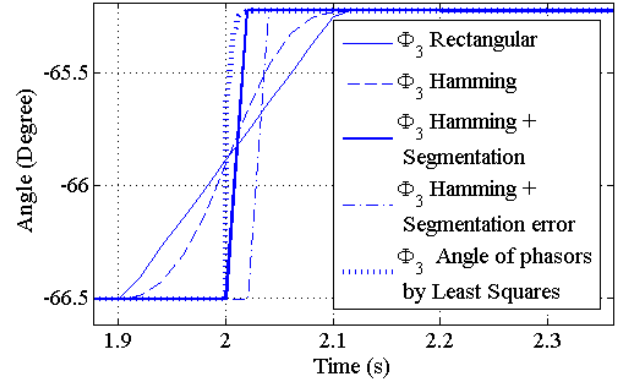 Φ3 Rectangular
Φ3 Hamming
Φ3 Hamming +
Segmentation
Φ3 Hamming +
Segmentation error
Φ3 Angle of phasors
by Least Squares
-65.5
-66
-66.5
Angle (Degree)
1.9 2 2.1 2.2 2.3
Time (s)